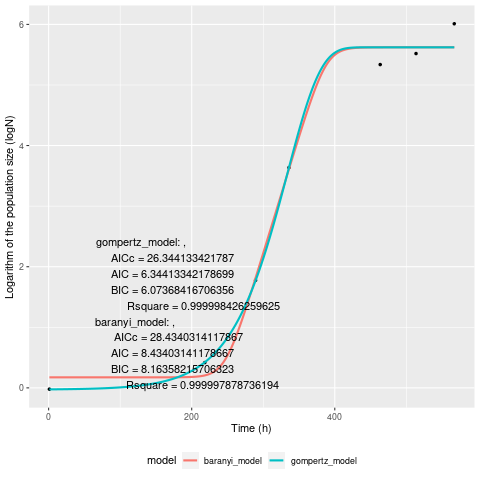 6
4
2
0
Logarithm of the population size (logN)
gompertz_model: ,
AICc = 26.344133421787
AIC = 6.34413342178699
BIC = 6.07368416706356
Rsquare = 0.999998426259625
baranyi_model: ,
AICc = 28.4340314117867
AIC = 8.43403141178667
BIC = 8.16358215706323
Rsquare = 0.999997878736194
0 200 400
Time (h)
model baranyi_model gompertz_model